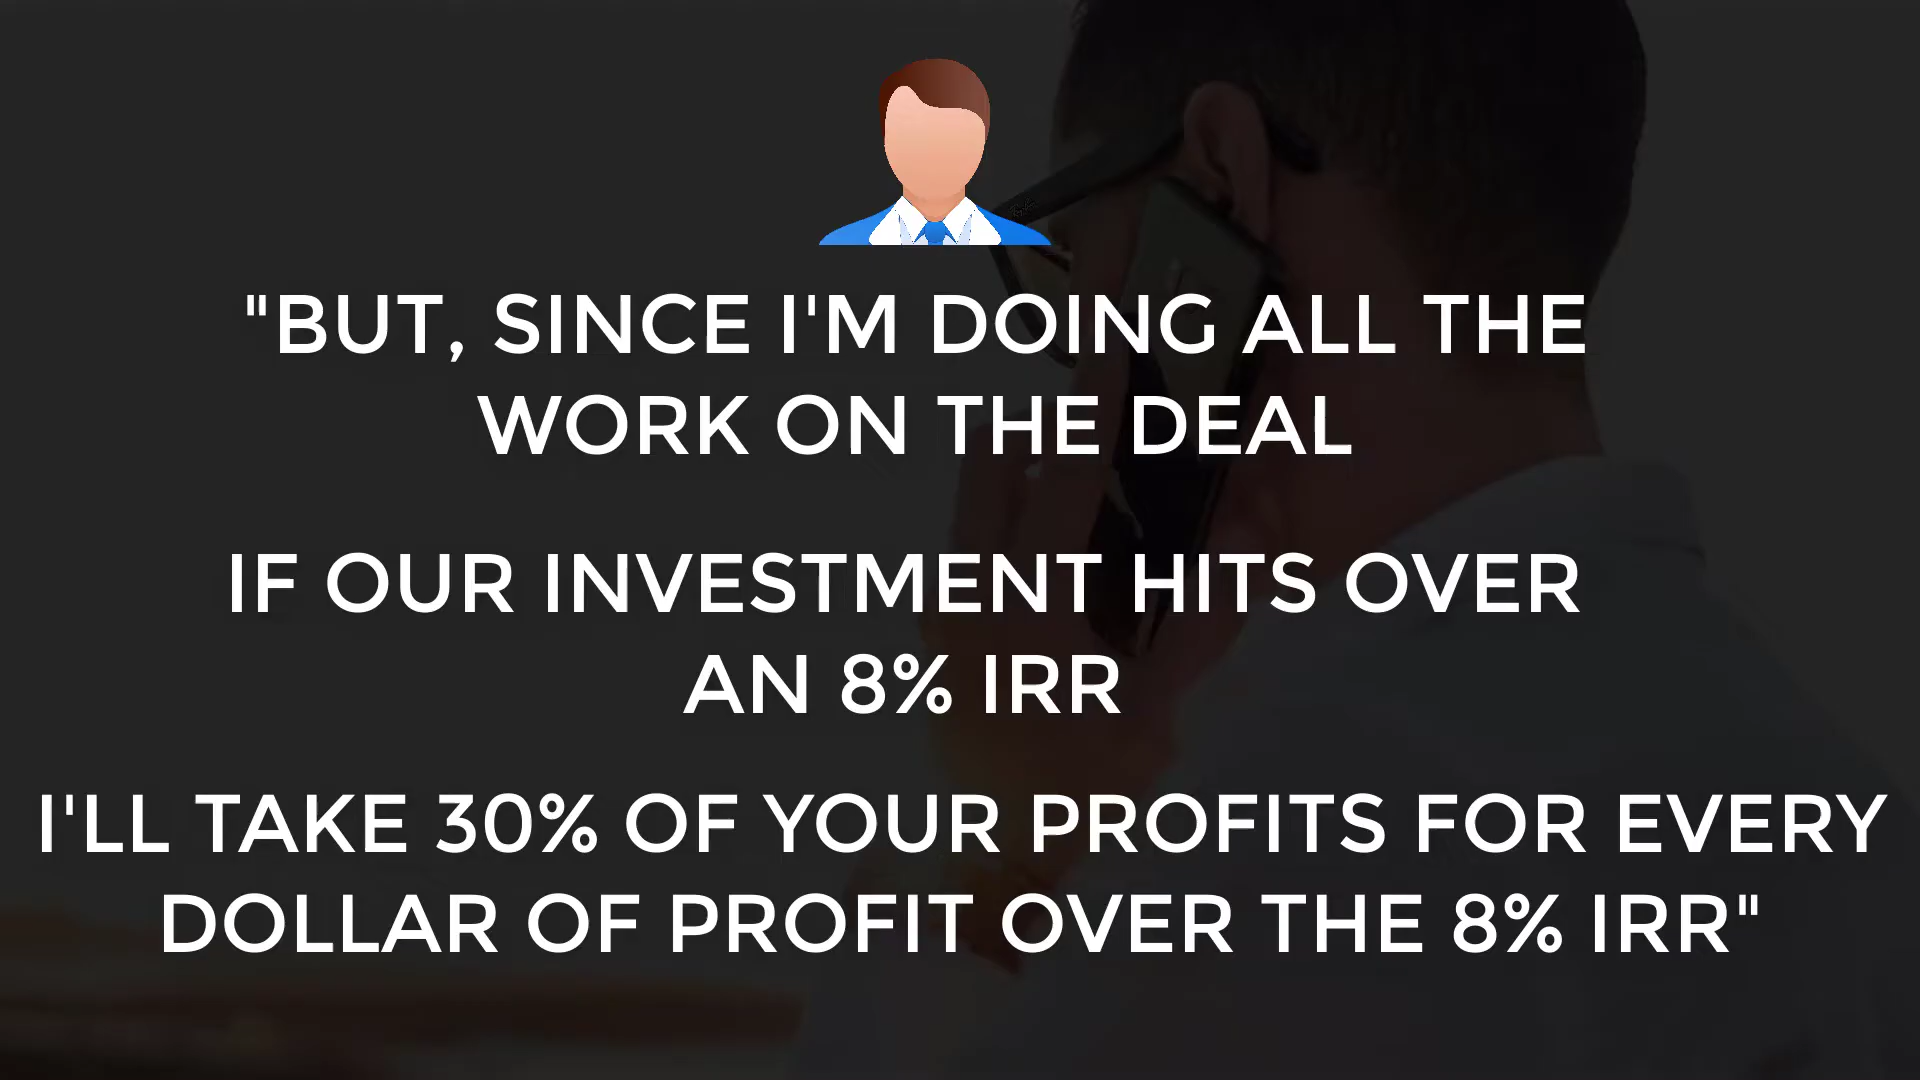 "BUT, SINCE I'M DOING ALL THE
WORK ON THE DEAL
IF OUR INVESTMENT HITS OVER
AN 8% IRR
I'LL TAKE 30% OF YOUR PROFITS FOR EVERY
DOLLAR OF PROFIT OVER THE 8% IRR"